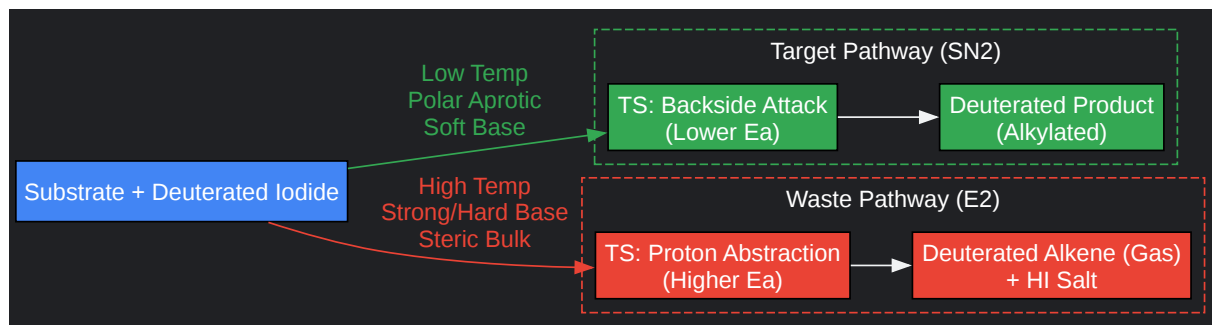 Target Pathway (SN2)
Low Temp
Polar Aprotic
Soft Base
TS: Backside Attack
(Lower Ea)
Deuterated Product
(Alkylated)
Substrate + Deuterated Iodide
High Temp
Strong/Hard Base
Steric Bulk
Waste Pathway (E2)
TS: Proton Abstraction
(Higher Ea)
Deuterated Alkene (Gas)
+ HI Salt